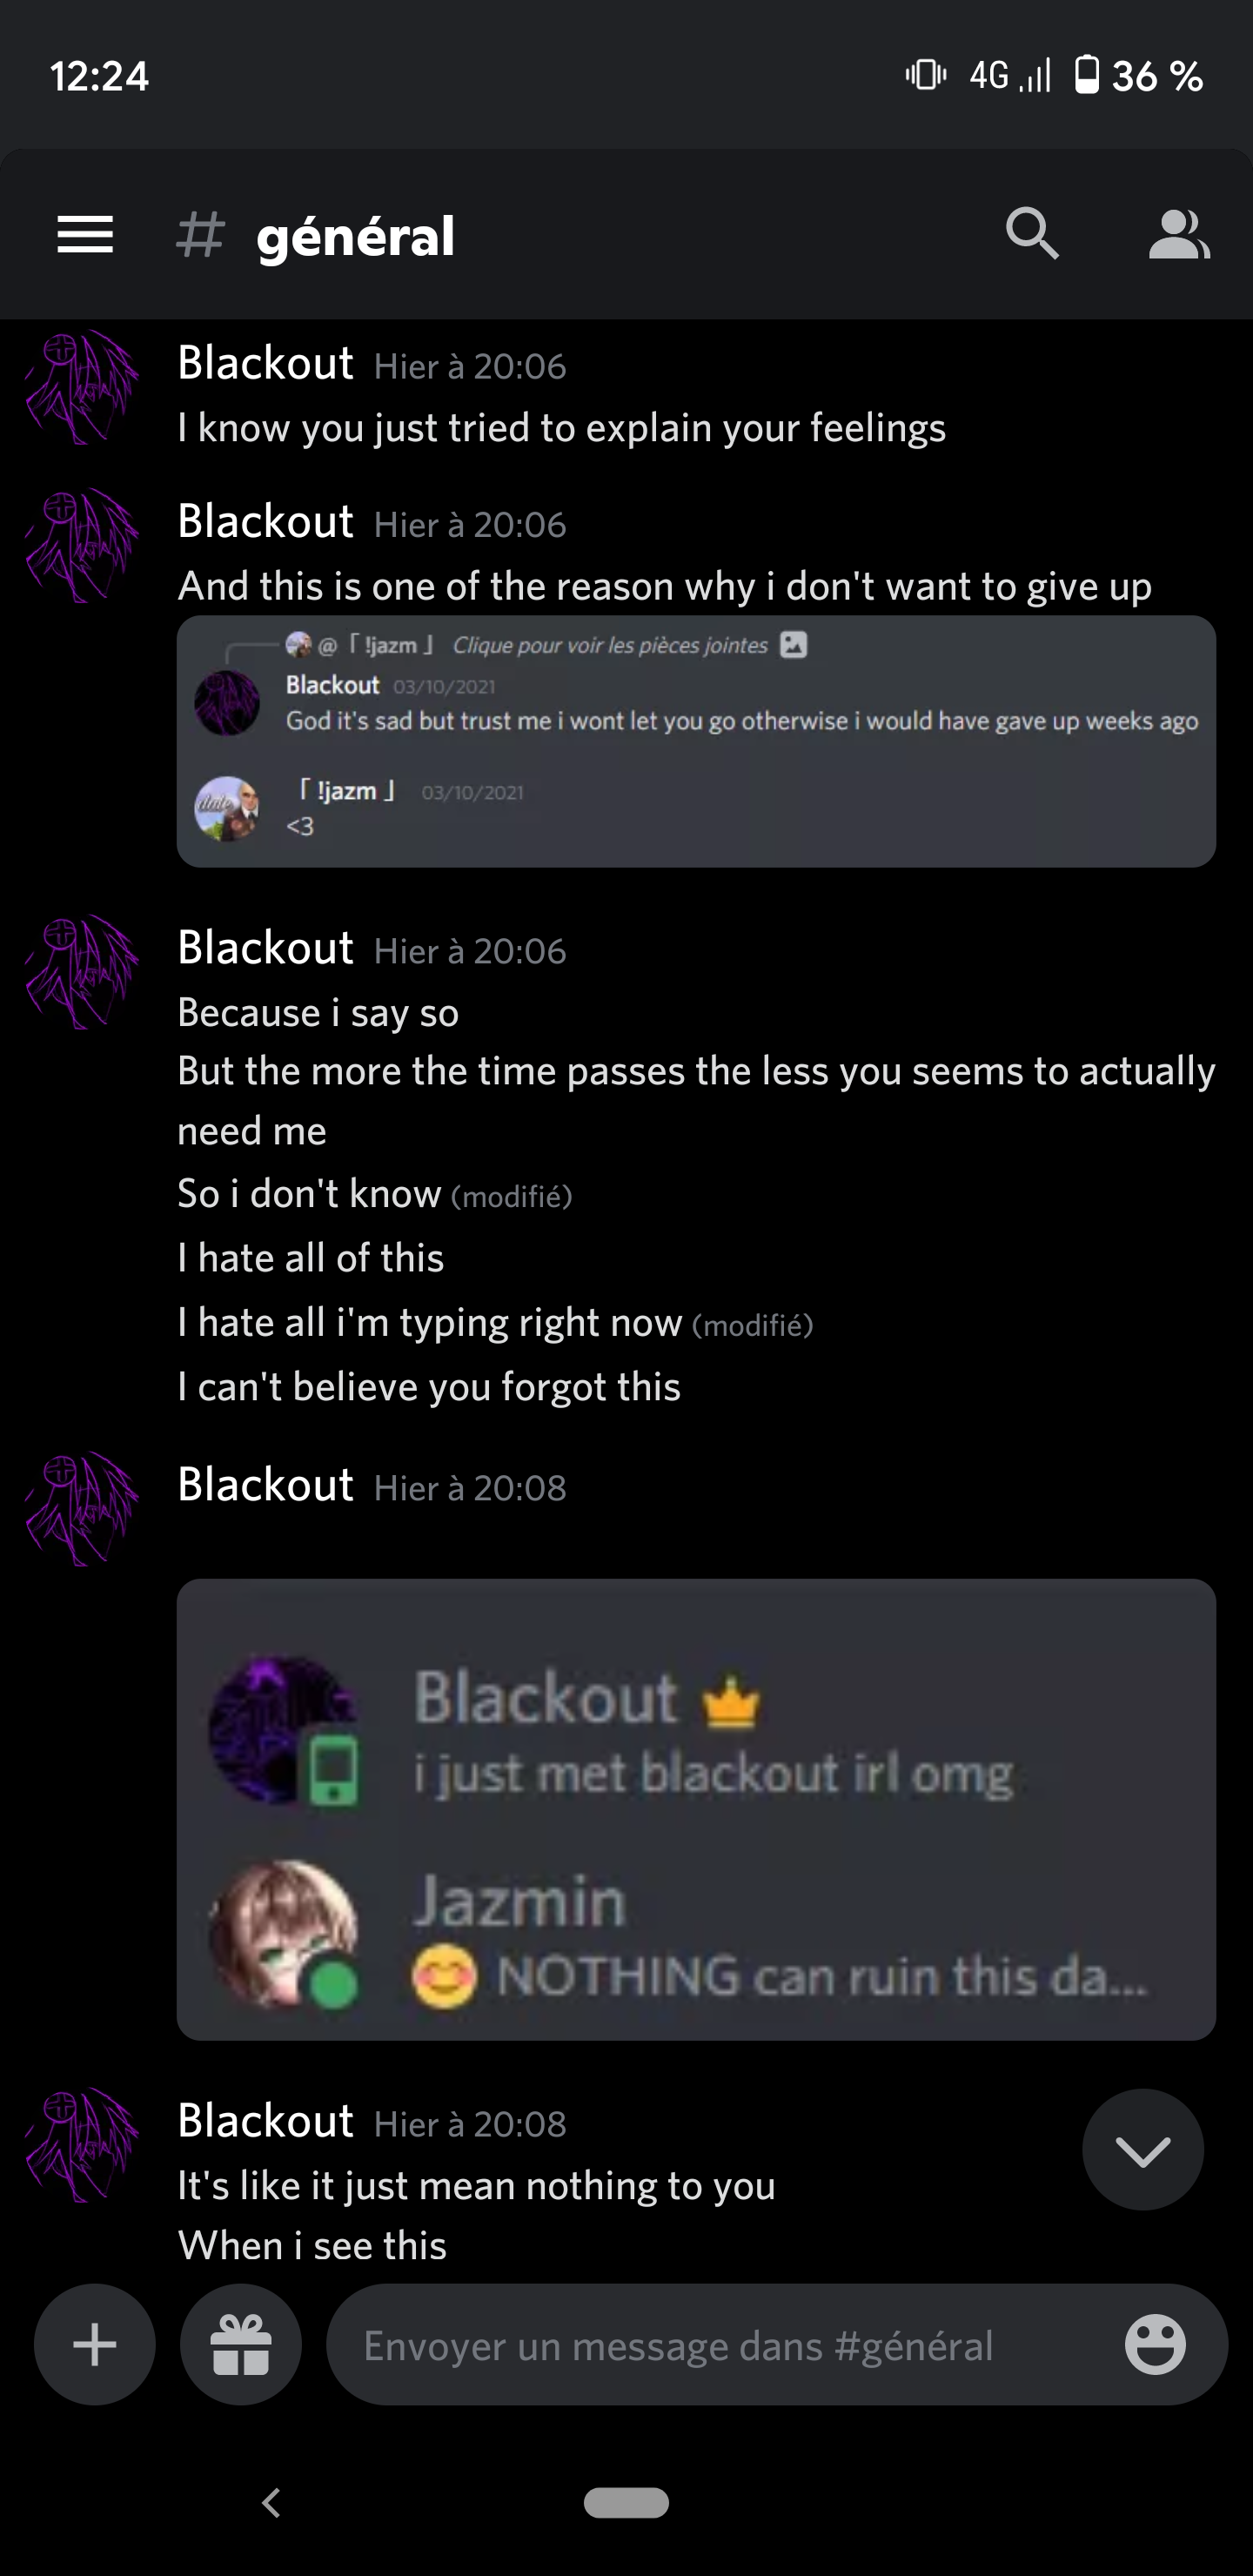 12:24
4G
36 %
# général
Blackout Hier à 20:06
I know you just tried to explain your feelings
Blackout Hier à 20:06
And this is one of the reason why i don't want to give up
@「 !jazm 」 Clique pour voir les pièces jointes
Blackout 03/10/2021
God it's sad but trust me i wont let you go otherwise i would have gave up weeks ago
「 !jazm 」 03/10/2021
<3
Blackout Hier à 20:06
Because i say so
But the more the time passes the less you seems to actually
need me
So i don't know (modifié)
I hate all of this
I hate all i'm typing right now (modifié)
I can't believe you forgot this
Blackout Hier à 20:08
Blackout
i just met blackout irl omg
Jazmin
😊 NOTHING can ruin this da...
Blackout Hier à 20:08
It's like it just mean nothing to you
When i see this
Envoyer un message dans #général